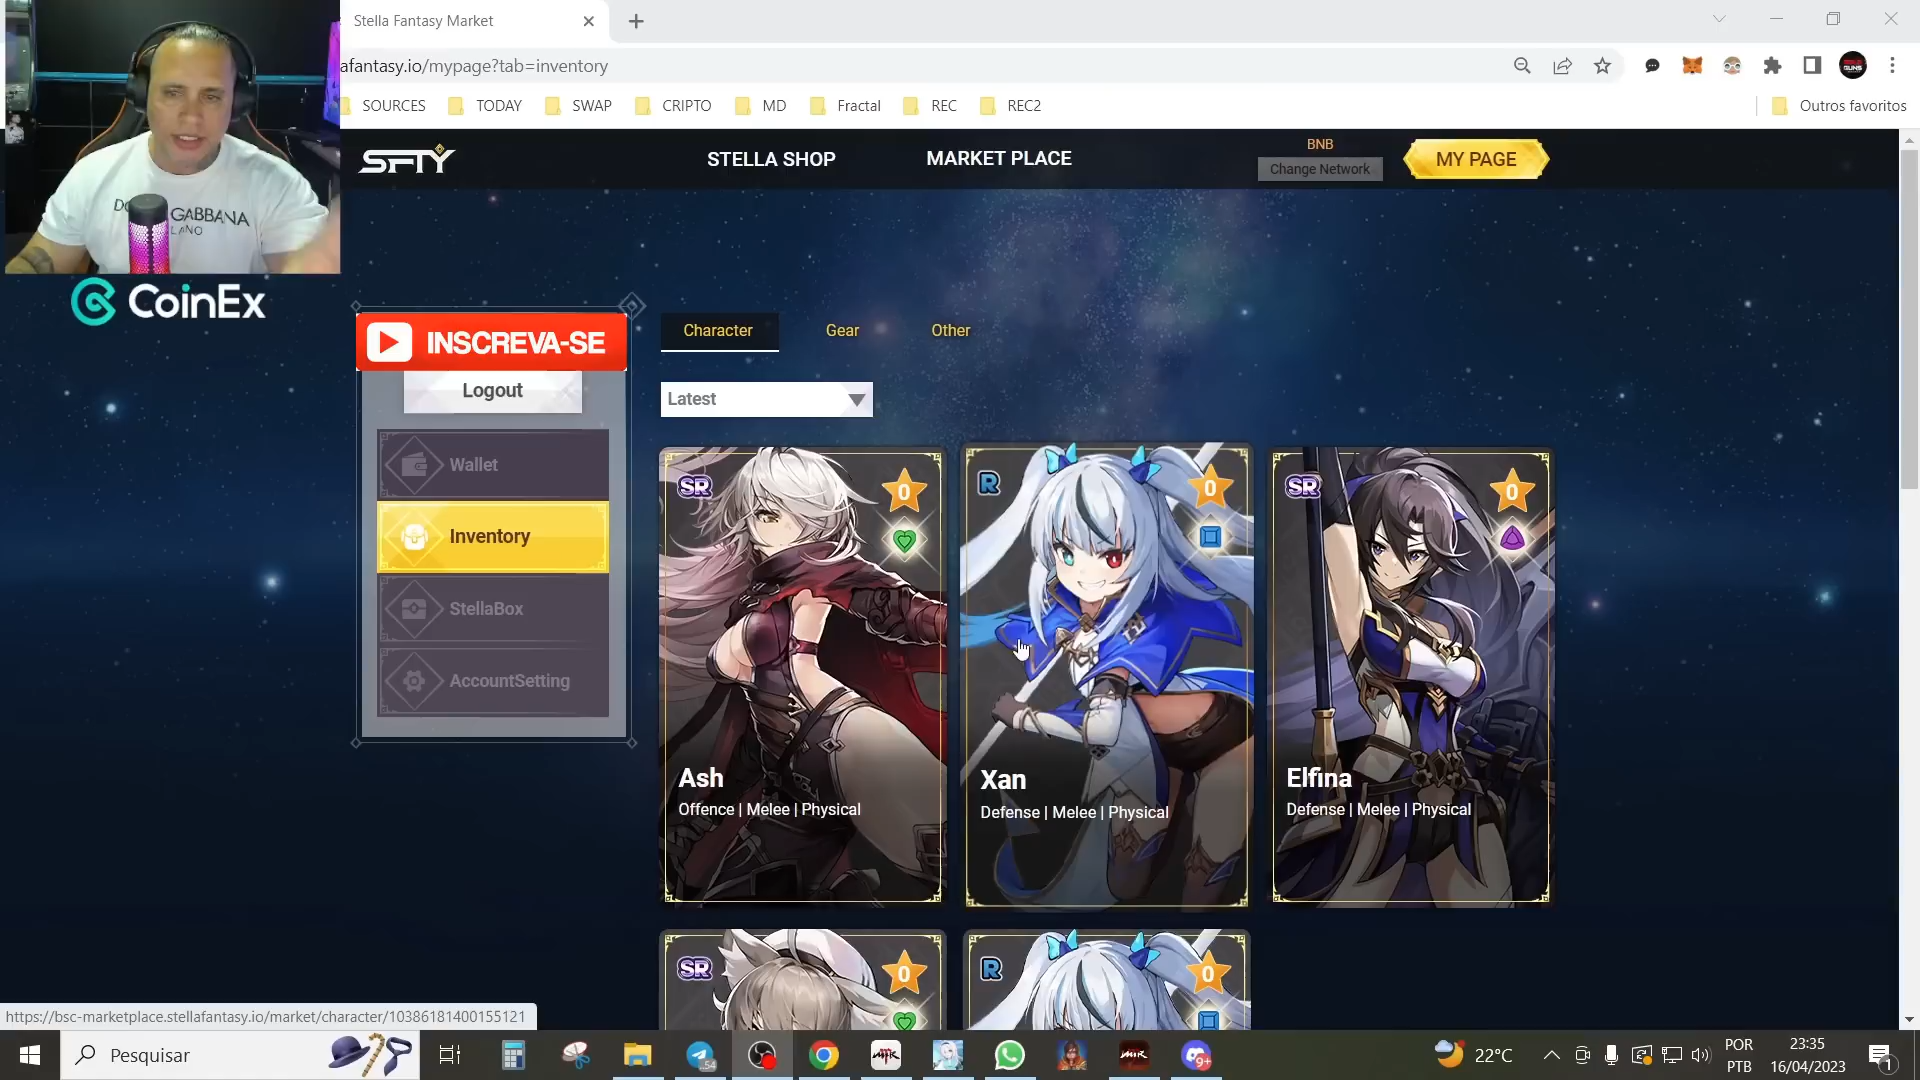 Stella Fantasy Market
afantasy.io/mypage?tab=inventory
SOURCES
TODAY
SWAP
CRIPTO
MD
Fractal
REC
REC2
Outros favoritos
SFTY
STELLA SHOP
MARKET PLACE
BNB
Change Network
MY PAGE
GABBANA
CoinEx
INSCREVA-SE
Logout
Wallet
Inventory
StellaBox
AccountSetting
Character
Gear
Other
Latest
SR
0
Ash
Offence | Melee | Physical
R
0
Xan
Defense | Melee | Physical
SR
0
Elfina
Defense | Melee | Physical
SR
0
R
0
https://bsc-marketplace.stellafantasy.io/market/character/10386181400155121
Pesquisar
54
9+
22°C
POR
PTB
23:35
16/04/2023
1